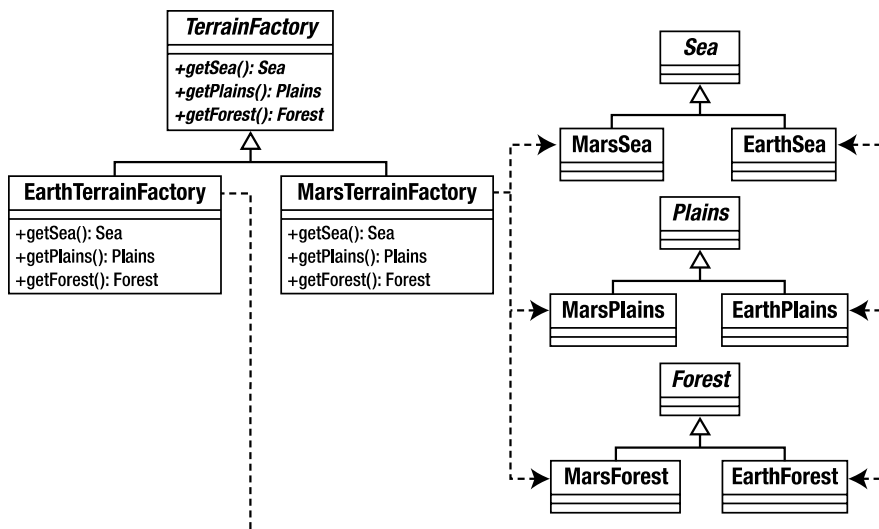 TerrainFactory
+getSea(): Sea
+getPlains(): Plains
+getForest(): Forest
EarthTerrainFactory
+getSea(): Sea
+getPlains(): Plains
+getForest(): Forest
MarsTerrainFactory
+getSea(): Sea
+getPlains(): Plains
+getForest(): Forest
Sea
MarsSea
EarthSea
Plains
MarsPlains
EarthPlains
Forest
MarsForest
EarthForest